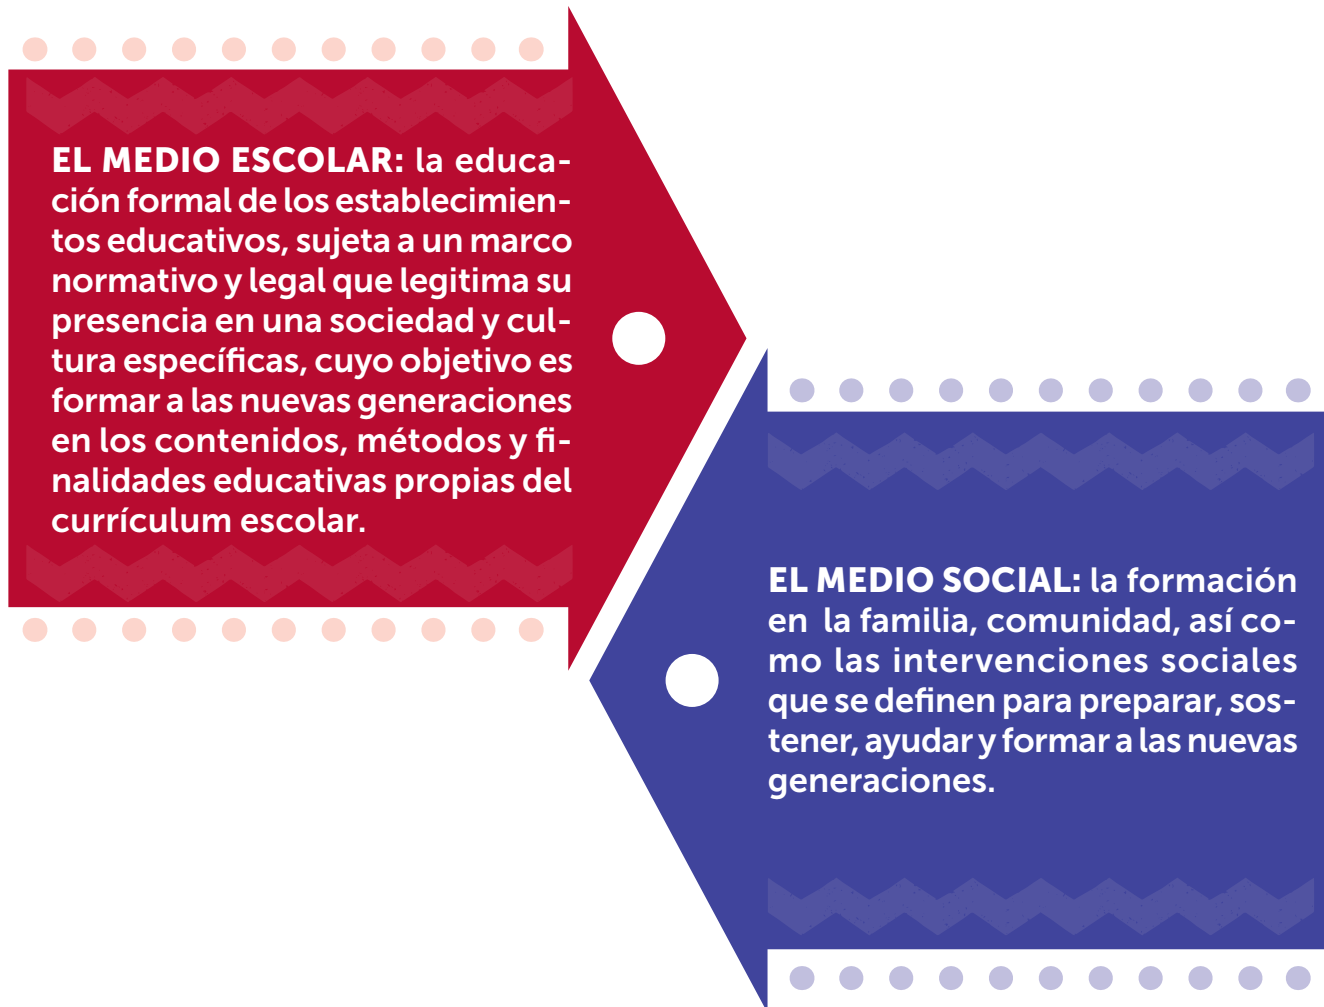 EL MEDIO ESCOLAR: la educa-
ción formal de los establecimien-
tos educativos, sujeta a un marco
normativo y legal que legitima su
presencia en una sociedad y cul-
tura específicas, cuyo objetivo es
formar a las nuevas generaciones
en los contenidos, métodos y fi-
nalidades educativas propias del
currículum escolar.
EL MEDIO SOCIAL: la formación
en la familia, comunidad, así co-
mo las intervenciones sociales
que se definen para preparar, sos-
tener, ayudar y formar a las nuevas
generaciones.